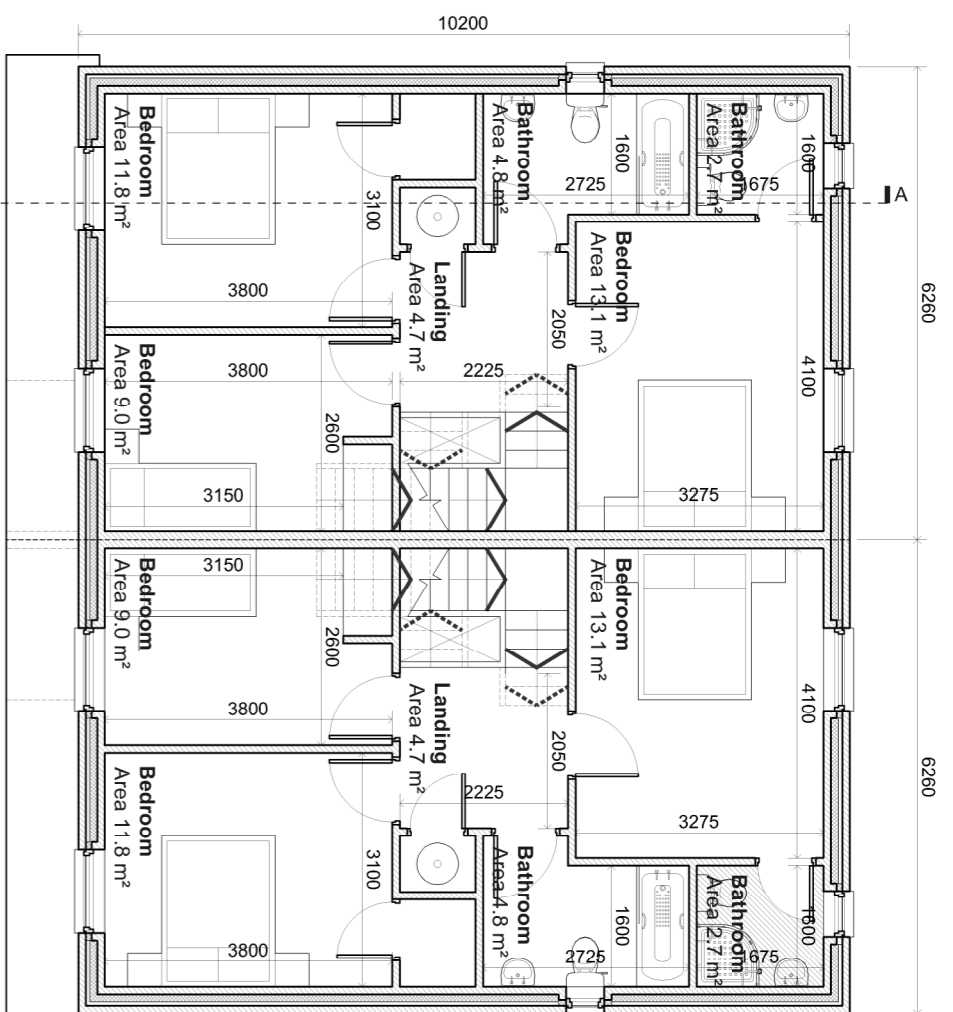 10200
Bedroom
Area 11.8 m²
3100
3800
Bathroom
Area 4.8 m²
2725
1600
Bathroom
Area 2.7 m²
1675
1600
A
Landing
Area 4.7 m²
2225
2050
Bedroom
Area 13.1 m²
4100
3275
6260
Bedroom
Area 9.0 m²
3800
2600
3150
Bedroom
Area 9.0 m²
3150
2600
3800
Landing
Area 4.7 m²
2225
2050
Bedroom
Area 13.1 m²
4100
3275
6260
Bedroom
Area 11.8 m²
3100
3800
Bathroom
Area 4.8 m²
2725
1600
Bathroom
Area 2.7 m²
1675
1600